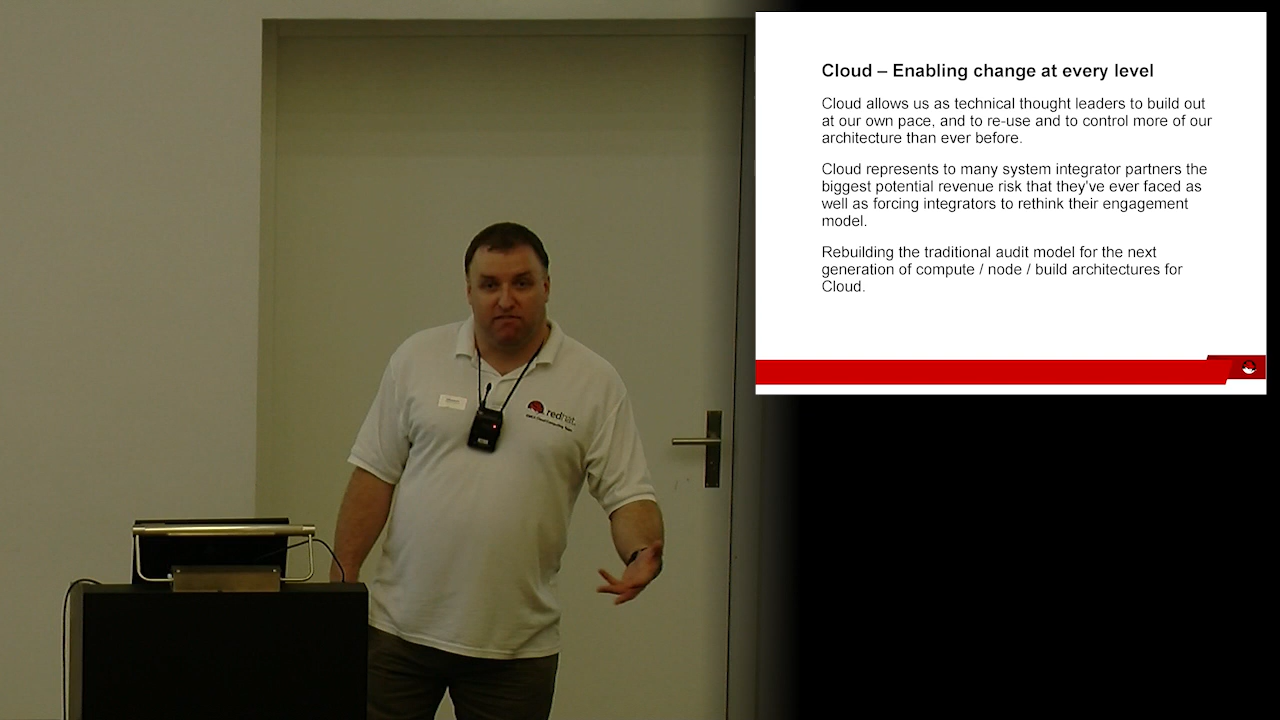 Cloud – Enabling change at every level
Cloud allows us as technical thought leaders to build out
at our own pace, and to re-use and to control more of our
architecture than ever before.
Cloud represents to many system integrator partners the
biggest potential revenue risk that they've ever faced as
well as forcing integrators to rethink their engagement
model.
Rebuilding the traditional audit model for the next
generation of compute / node / build architectures for
Cloud.
redhat.